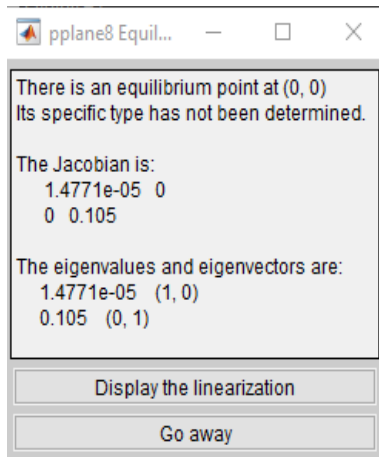 pplane8 Equil...
There is an equilibrium point at (0, 0)
Its specific type has not been determined.
The Jacobian is:
1.4771e-05 0
0 0.105
The eigenvalues and eigenvectors are:
1.4771e-05 (1, 0)
0.105 (0, 1)
Display the linearization
Go away